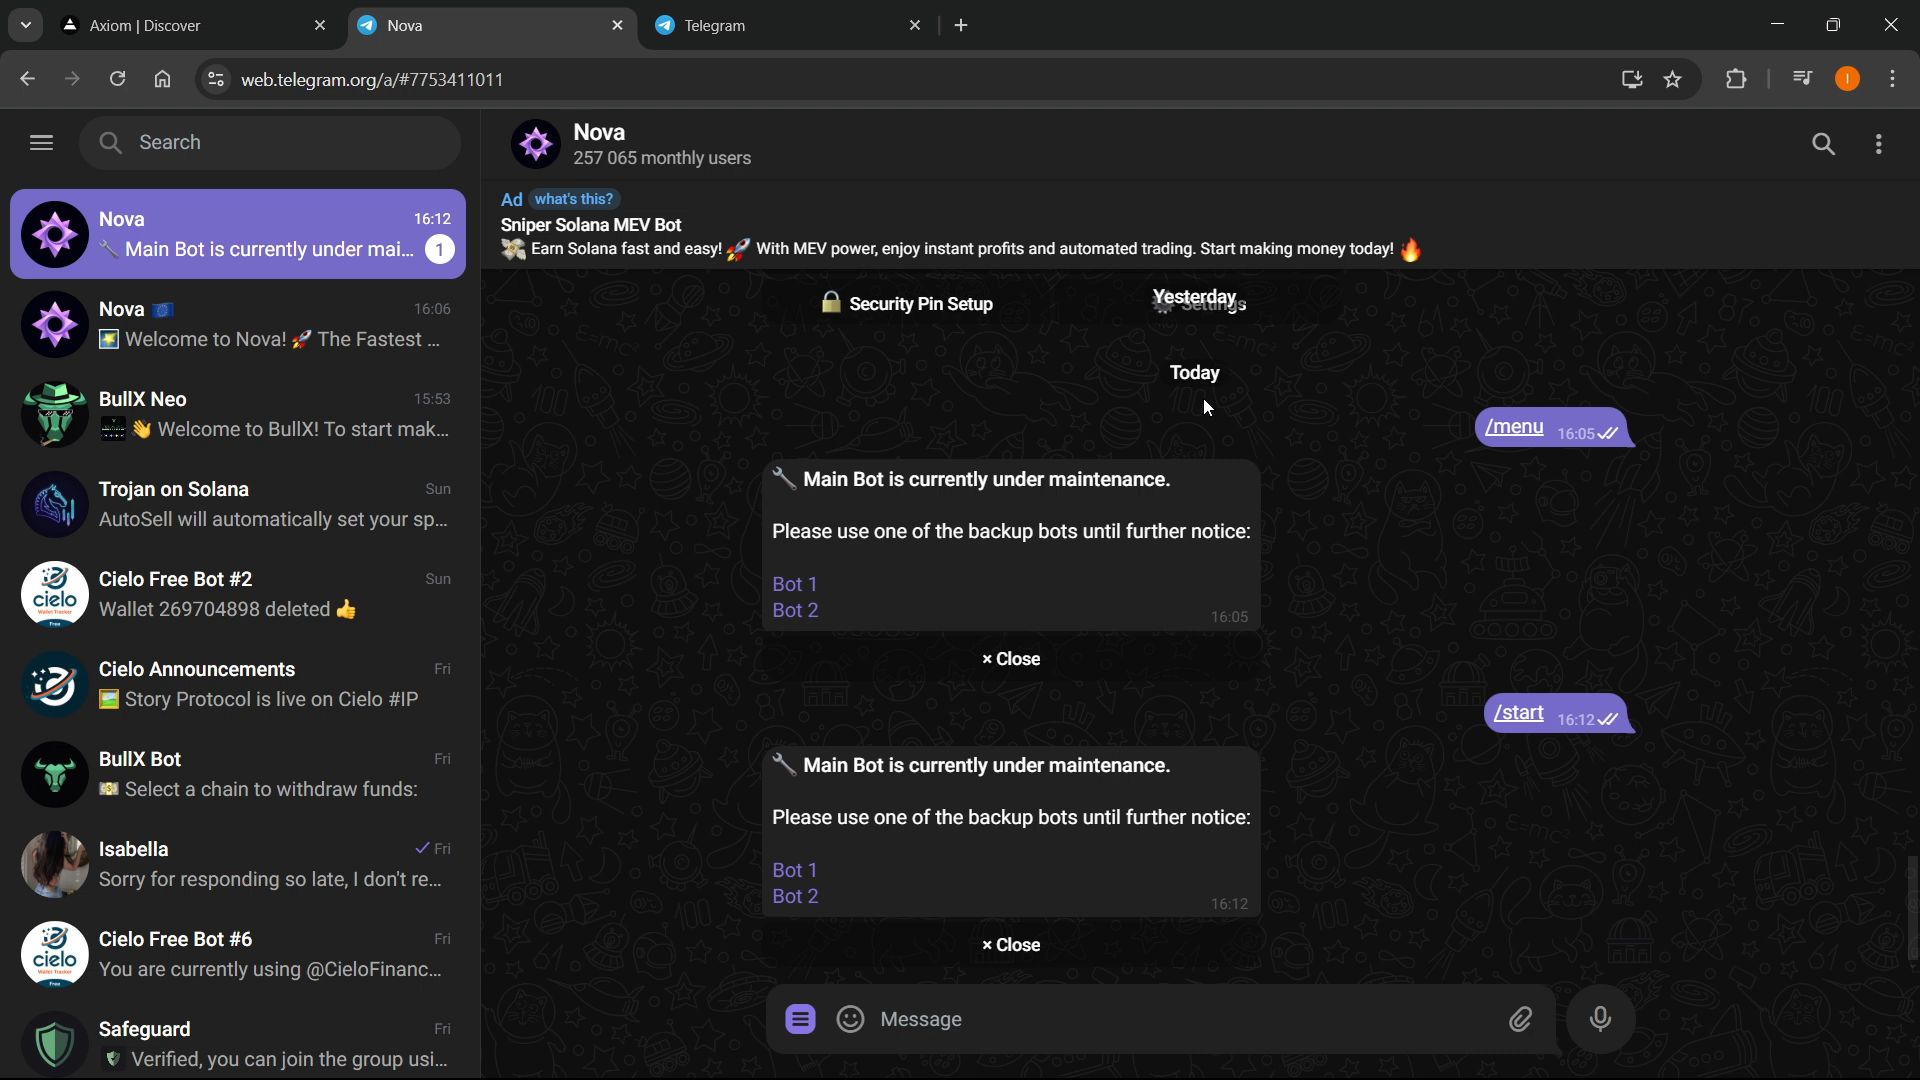 Axiom | Discover
Nova
Telegram
web.telegram.org/a/#7753411011
I
Search
Nova
16:12
🔧 Main Bot is currently under mai...
1
Nova 🇪🇺
16:06
Welcome to Nova! 🚀 The Fastest ...
BullX Neo
15:53
👋 Welcome to BullX! To start mak...
Trojan on Solana
Sun
AutoSell will automatically set your sp...
cielo
Cielo Free Bot #2
Sun
Wallet 269704898 deleted 👍
Cielo Announcements
Fri
Story Protocol is live on Cielo #IP
BullX Bot
Fri
💵 Select a chain to withdraw funds:
Isabella
Fri
Sorry for responding so late, I don't re...
cielo
Cielo Free Bot #6
Fri
You are currently using @CieloFinanc...
Safeguard
Fri
Verified, you can join the group usi...
Nova
257 065 monthly users
Ad what's this?
Sniper Solana MEV Bot
💸 Earn Solana fast and easy! 🚀 With MEV power, enjoy instant profits and automated trading. Start making money today! 🔥
🔒 Security Pin Setup
⚙️ Settings
Yesterday
Today
/menu 16:05
🔧 Main Bot is currently under maintenance.
Please use one of the backup bots until further notice:
Bot 1
Bot 2
16:05
× Close
/start 16:12
🔧 Main Bot is currently under maintenance.
Please use one of the backup bots until further notice:
Bot 1
Bot 2
16:12
× Close
Message